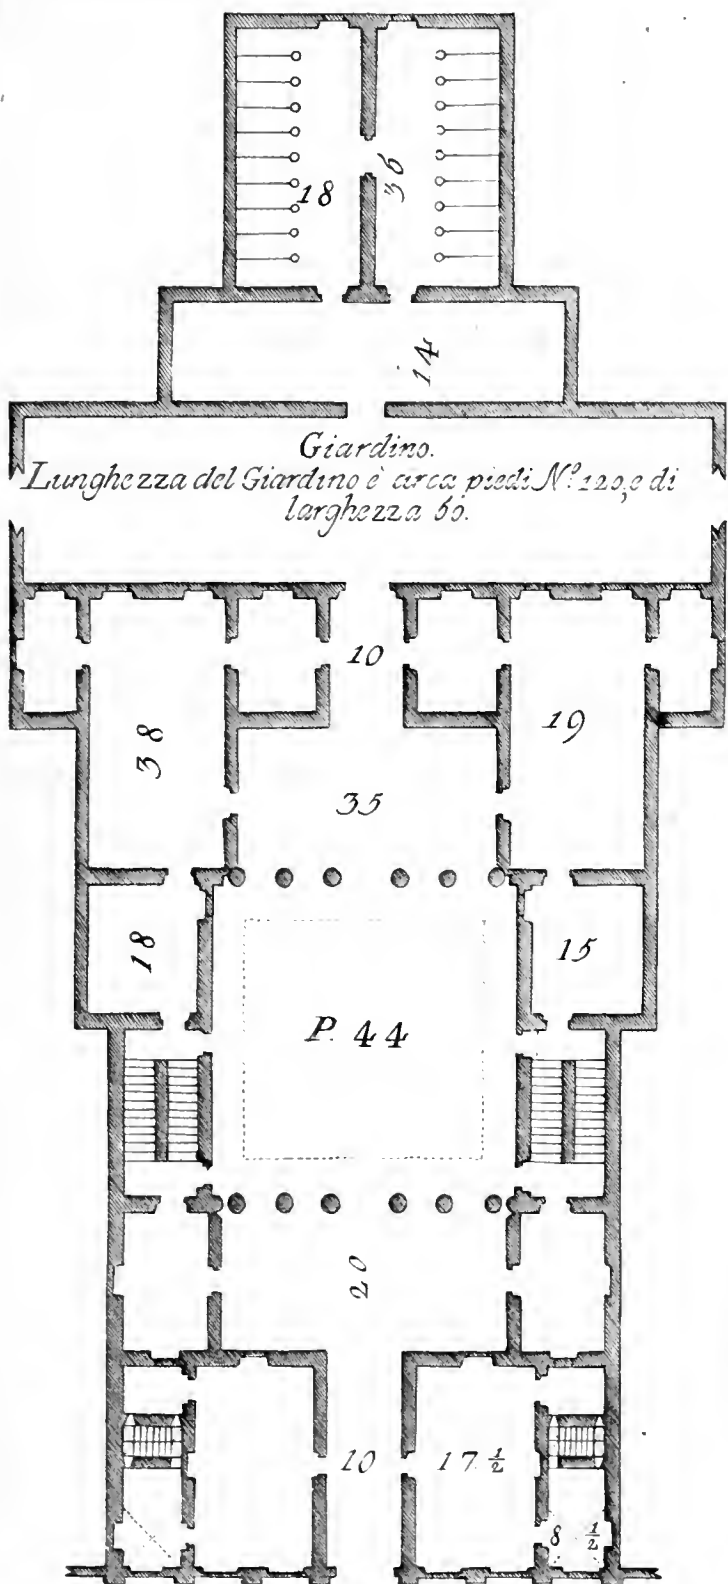 18 36
14
Giardino.
Lunghezza del Giardino è circa piedi N.º 120, e di
larghezza 60.
10
38 19
35
18 15
P. 44
20
10 17 ½
8 ½